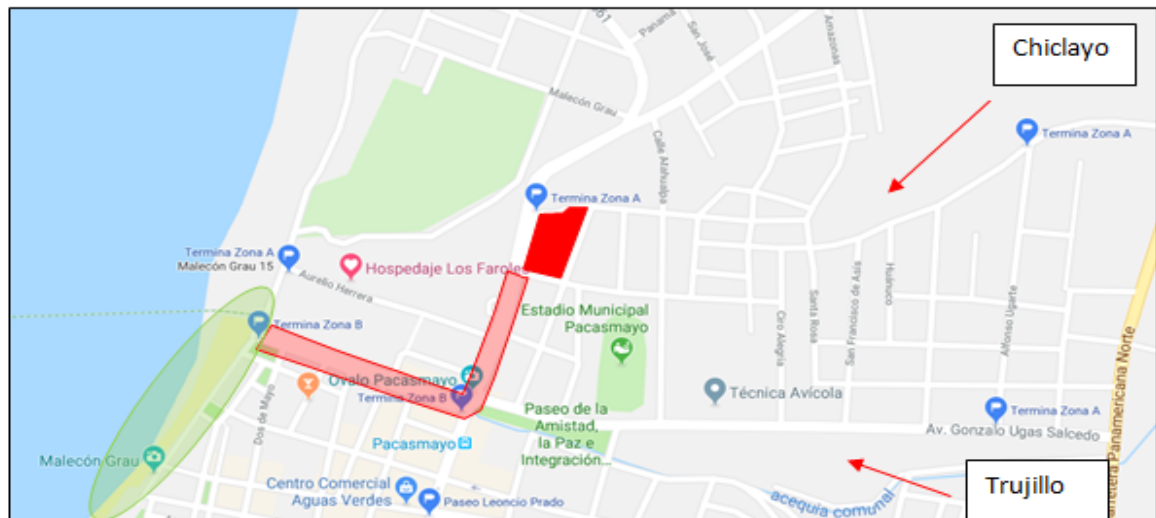 Panamá
San José
Amazonas
Chiclayo
Malecón Grau
Calle Atahualpa
Termina Zona A
Termina Zona A
Termina Zona A
Malecón Grau 15
Hospedaje Los Faroles
Aurelio Herrera
Estadio Municipal
Pacasmayo
Ciro Alegría
Santa Rosa
San Francisco de Asis
Huánuco
Alfonso Ugarte
Termina Zona B
Ovalo Pacasmayo
Termina Zona B
Técnica Avícola
Termina Zona A
Dos de Mayo
Paseo de la
Amistad,
la Paz e
Integración...
Av. Gonzalo Ugas Salcedo
Pacasmayo
Malecón Grau
Centro Comercial
Aguas Verdes
Paseo Leoncio Prado
acequia comunal
Trujillo
Panamericana Norte